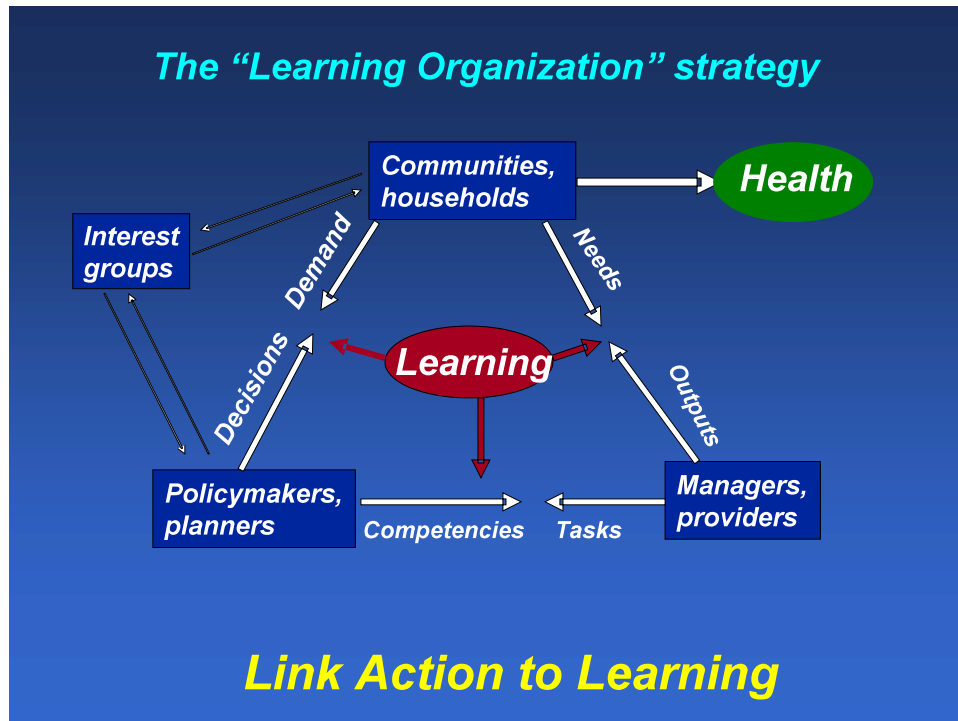 The “Learning Organization” strategy
Communities,
households
Health
Interest
groups
Demand
Needs
Decisions
Learning
Outputs
Policymakers,
planners
Managers,
providers
Competencies
Tasks
Link Action to Learning